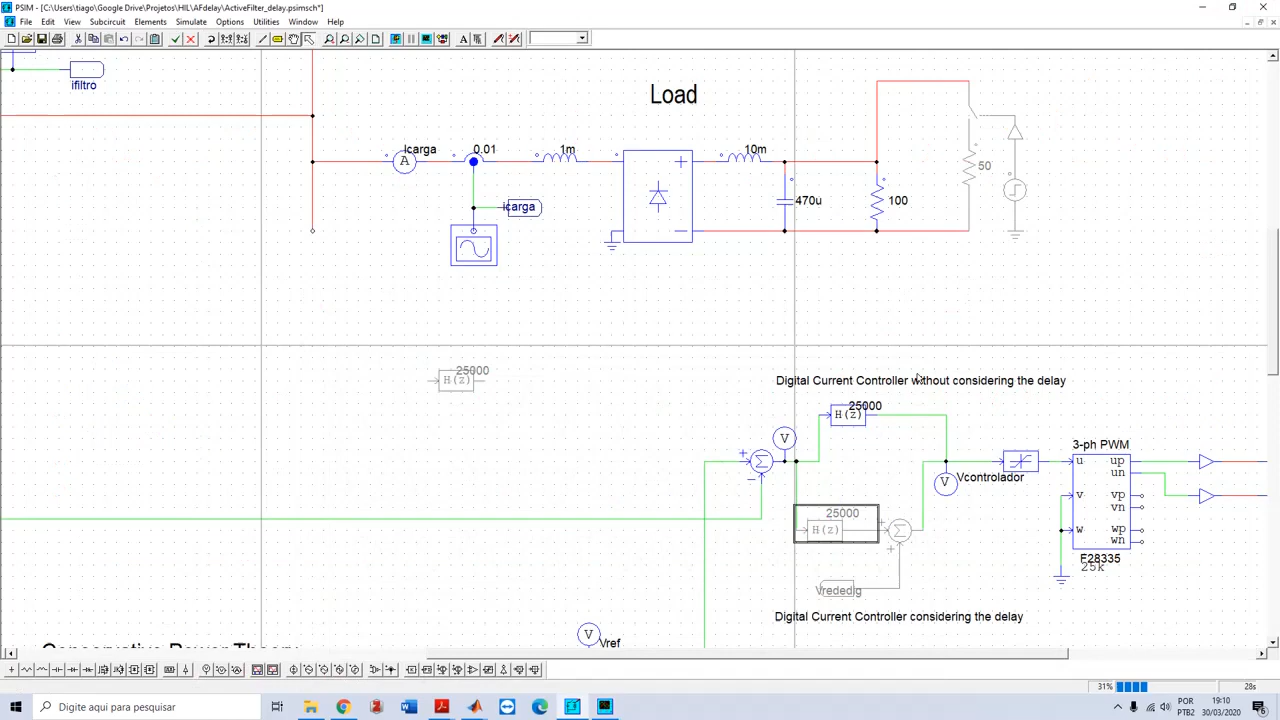 PSIM - [C:\Users\tiago\Google Drive\Projetos\HIL\AFdelay\ActiveFilter_delay.psimsch*]
File Edit View Subcircuit Elements Simulate Options Utilities Window Help
ifiltro
Load
Icarga
0.01
1m
10m
A
50
+
470u
100
icarga
−
25000
H(z)
Digital Current Controller without considering the delay
25000
H(z)
V
3-ph PWM
+
Σ
−
u
up
un
V
Vcontrolador
v
vp
vn
25000
H(z)
+
Σ
+
w
wp
wn
F28335
25k
Vrededig
Digital Current Controller considering the delay
V
Vref
Conservative Power Theory
31%
28s
Digite aqui para pesquisar
POR
PTB2
19:10
30/03/2020